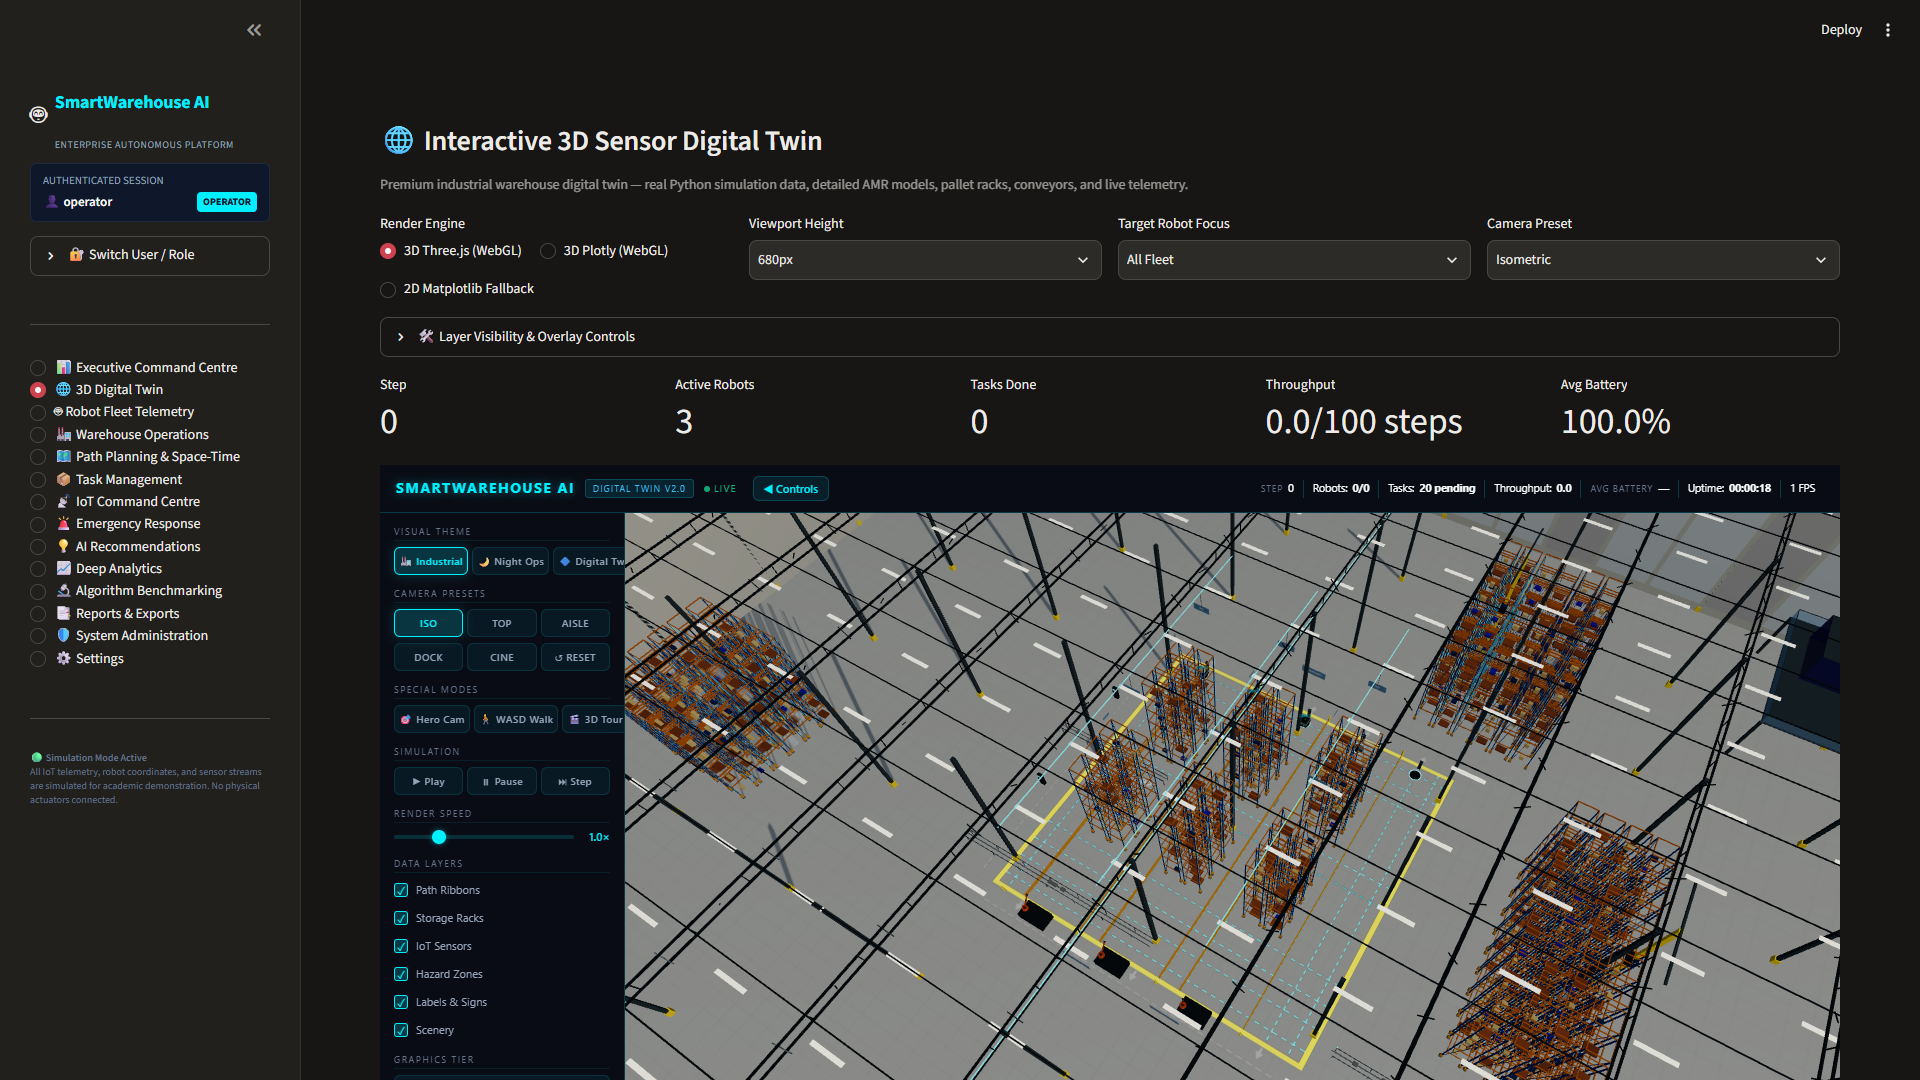 Deploy
SmartWarehouse AI
ENTERPRISE AUTONOMOUS PLATFORM
AUTHENTICATED SESSION
operator
OPERATOR
Switch User / Role
Executive Command Centre
3D Digital Twin
Robot Fleet Telemetry
Warehouse Operations
Path Planning & Space-Time
Task Management
IoT Command Centre
Emergency Response
AI Recommendations
Deep Analytics
Algorithm Benchmarking
Reports & Exports
System Administration
Settings
Simulation Mode Active
All IoT telemetry, robot coordinates, and sensor streams
are simulated for academic demonstration. No physical
actuators connected.
Interactive 3D Sensor Digital Twin
Premium industrial warehouse digital twin — real Python simulation data, detailed AMR models, pallet racks, conveyors, and live telemetry.
Render Engine
3D Three.js (WebGL)
3D Plotly (WebGL)
2D Matplotlib Fallback
Viewport Height
680px
Target Robot Focus
All Fleet
Camera Preset
Isometric
Layer Visibility & Overlay Controls
Step
0
Active Robots
3
Tasks Done
0
Throughput
0.0/100 steps
Avg Battery
100.0%
SMARTWAREHOUSE AI
DIGITAL TWIN V2.0
LIVE
◀ Controls
STEP 0
Robots: 0/0
Tasks: 20 pending
Throughput: 0.0
AVG BATTERY —
Uptime: 00:00:18
1 FPS
VISUAL THEME
Industrial
Night Ops
Digital Tw
CAMERA PRESETS
ISO
TOP
AISLE
DOCK
CINE
↺ RESET
SPECIAL MODES
Hero Cam
WASD Walk
3D Tour
SIMULATION
▶ Play
⏸ Pause
⏭ Step
RENDER SPEED
1.0×
DATA LAYERS
Path Ribbons
Storage Racks
IoT Sensors
Hazard Zones
Labels & Signs
Scenery
GRAPHICS TIER